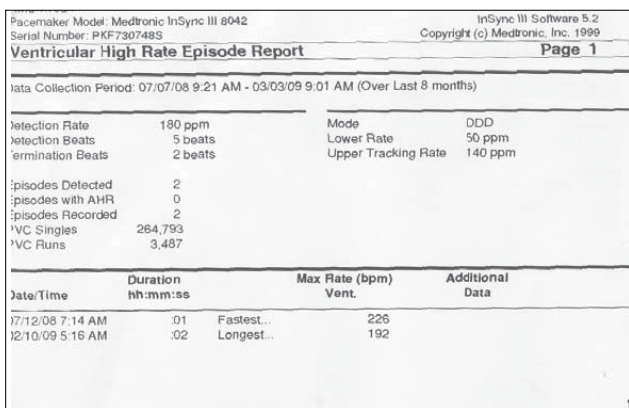 Pacemaker Model: Medtronic InSync III 8042 InSync III Software 5.2
Serial Number: PKF730748S Copyright (c) Medtronic, Inc. 1999
Ventricular High Rate Episode Report Page 1
Data Collection Period: 07/07/08 9:21 AM - 03/03/09 9:01 AM (Over Last 8 months)
Detection Rate 180 ppm Mode DDD
Detection Beats 5 beats Lower Rate 50 ppm
Termination Beats 2 beats Upper Tracking Rate 140 ppm
Episodes Detected 2
Episodes with AHR 0
Episodes Recorded 2
PVC Singles 264,793
PVC Runs 3,487
Duration Max Rate (bpm) Additional
Date/Time hh:mm:ss Vent. Data
07/12/08 7:14 AM :01 Fastest... 226
02/10/09 5:16 AM :02 Longest... 192